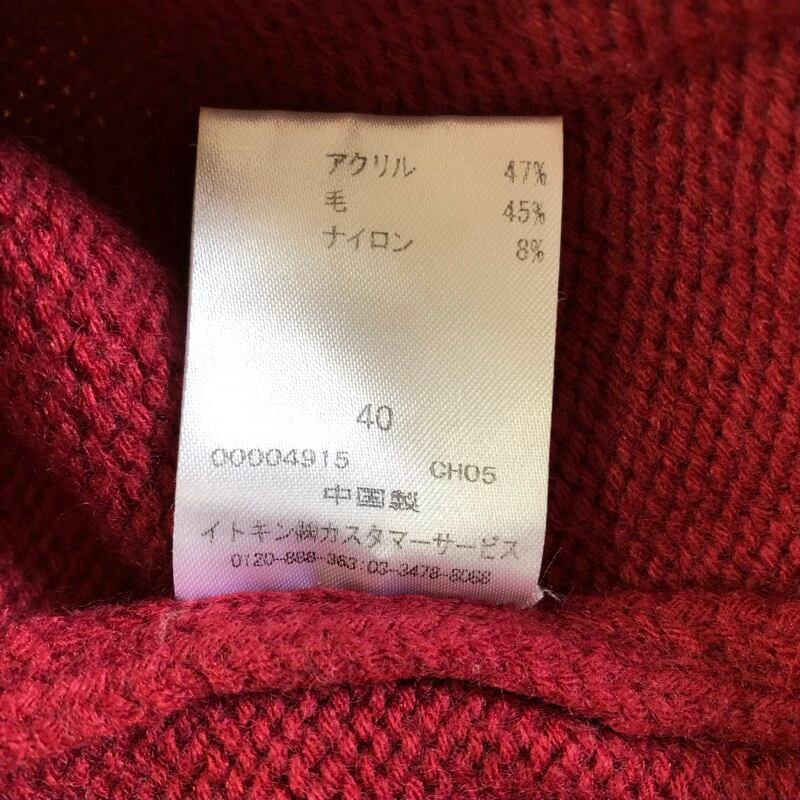 アクリル 47%
毛 45%
ナイロン 8%
40
00004915 CH05
中国製
イトキン㈱カスタマーサービス
0120-888-363:03-3478-8088